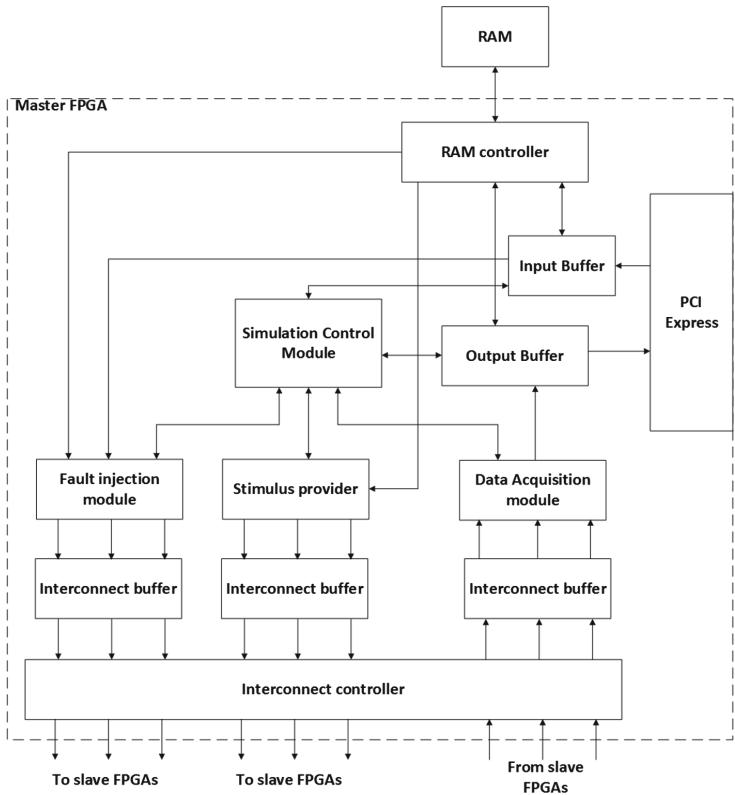 RAM
Master FPGA
RAM controller
Input Buffer
PCI
Express
Simulation Control
Module
Output Buffer
Fault injection
module
Stimulus provider
Data Acquisition
module
Interconnect buffer
Interconnect buffer
Interconnect buffer
Interconnect controller
To slave FPGAs
To slave FPGAs
From slave
FPGAs